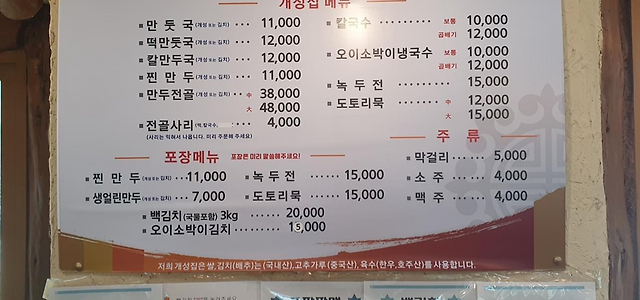 개성집 메뉴
만 둣 국 (개성 또는 김치) ··· 11,000
떡만둣국 (개성 또는 김치) ··· 12,000
칼만두국 (개성 또는 김치) ··· 12,000
찐 만 두 (개성 또는 김치) ··· 11,000
만두전골 (개성 또는 김치) ·· 中 38,000
大 48,000
전골사리 (떡, 칼국수) ····· 4,000
(사리는 익혀서 나옵니다. 미리 주문해 주세요)
칼국수 ·········· 보통 10,000
곱빼기 12,000
오이소박이냉국수 보통 10,000
곱빼기 12,000
녹 두 전 ········· 15,000
도토리묵 ········ 中 12,000
大 15,000
주 류
막걸리 ······ 5,000
소 주 ······ 4,000
맥 주 ······ 4,000
포장메뉴 포장은 미리 말씀해주세요!
찐 만 두 (개성 또는 김치) ··· 11,000
생얼린만두 (개성 또는 김치) ·· 7,000
녹 두 전 ······ 15,000
도토리묵 ······ 15,000
백김치(국물포함) 3kg ······· 20,000
오이소박이김치 ······· 15,000
저희 개성집은 쌀,김치(배추)는 (국내산), 고추가루 (중국산), 육수(한우, 호주산)를 사용합니다.